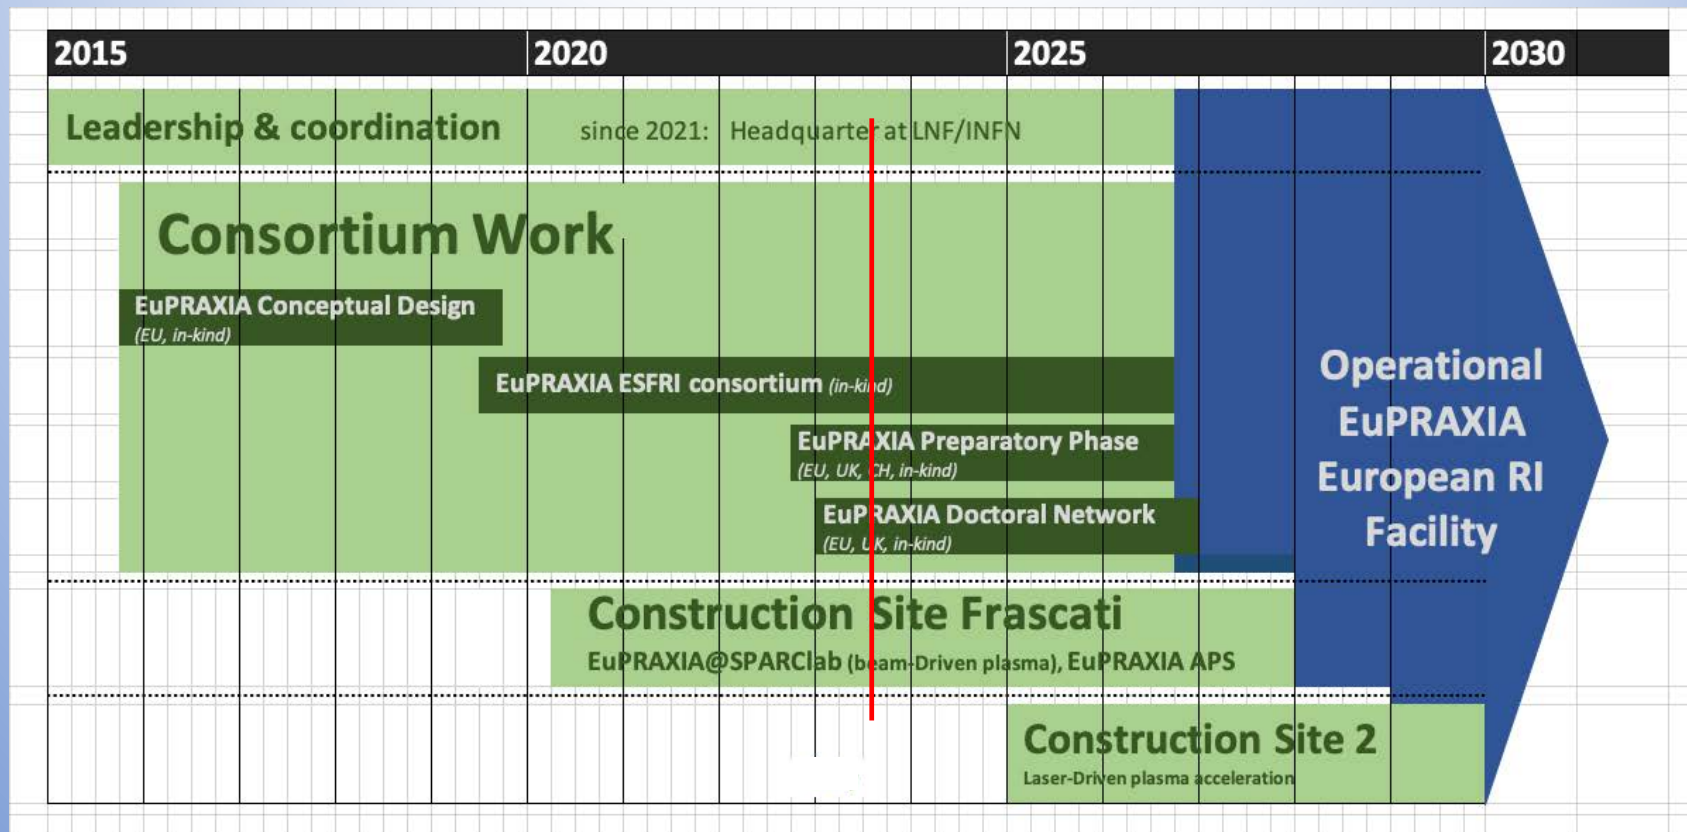 2015 2020 2025 2030
Leadership & coordination since 2021: Headquarter at LNF/INFN
Consortium Work
EuPRAXIA Conceptual Design
(EU, in-kind)
EuPRAXIA ESFRI consortium (in-kind)
EuPRAXIA Preparatory Phase
(EU, UK, CH, in-kind)
EuPRAXIA Doctoral Network
(EU, UK, in-kind)
Operational
EuPRAXIA
European RI
Facility
Construction Site Frascati
EuPRAXIA@SPARClab (beam-Driven plasma), EuPRAXIA APS
Construction Site 2
Laser-Driven plasma acceleration